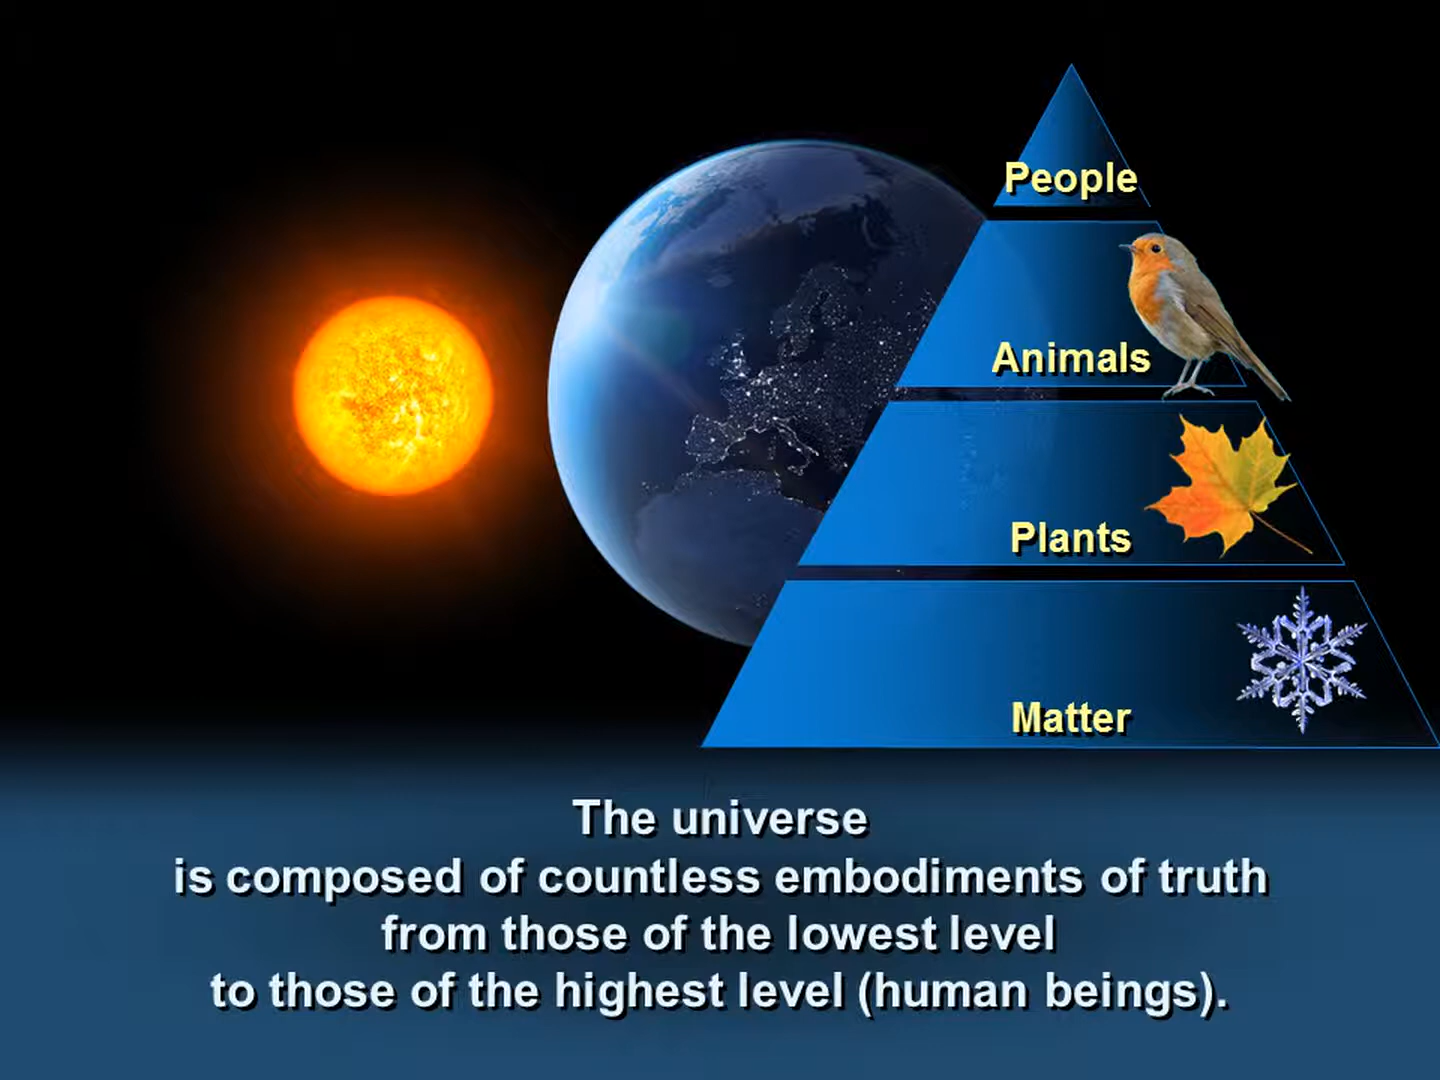 People
Animals
Plants
Matter
The universe
is composed of countless embodiments of truth
from those of the lowest level
to those of the highest level (human beings).